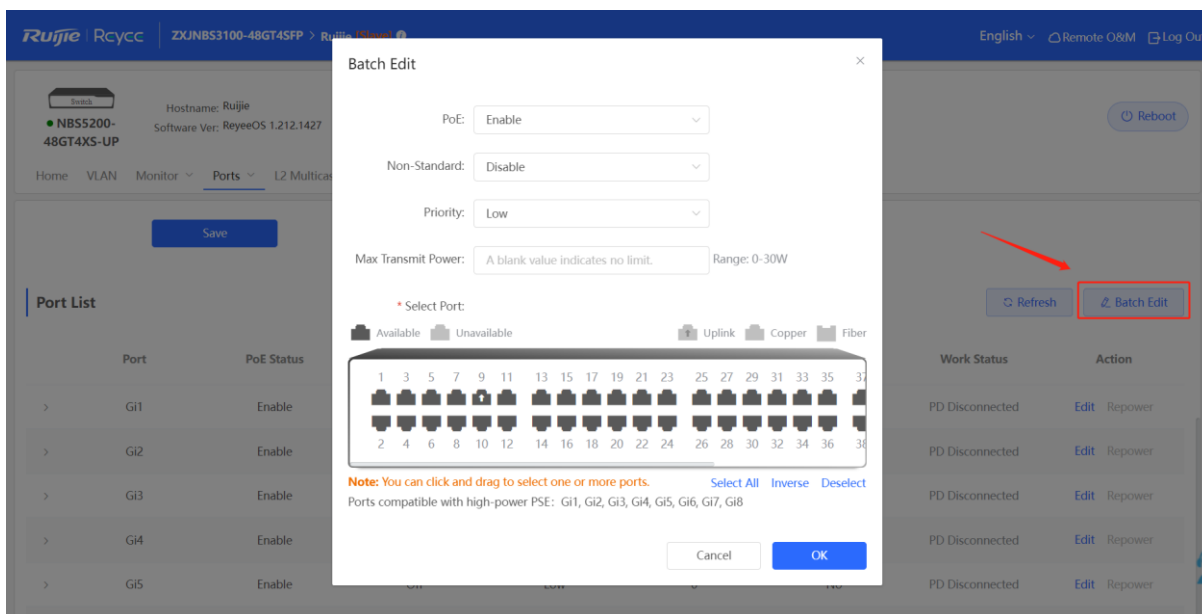 Ruijie Rcycc ZXJNBS3100-48GT4SFP > Ruijie [Slave] English Remote O&M Log Ou
Switch
NBS5200-48GT4XS-UP
Hostname: Ruijie
Software Ver: ReyeeOS 1.212.1427
Reboot
Home VLAN Monitor Ports L2 Multicas
Save
Port List
Refresh Batch Edit
Port PoE Status Work Status Action
Gi1 Enable PD Disconnected Edit Repower
Gi2 Enable PD Disconnected Edit Repower
Gi3 Enable PD Disconnected Edit Repower
Gi4 Enable PD Disconnected Edit Repower
Gi5 Enable PD Disconnected Edit Repower
Batch Edit
PoE: Enable
Non-Standard: Disable
Priority: Low
Max Transmit Power: A blank value indicates no limit. Range: 0-30W
* Select Port:
Available Unavailable Uplink Copper Fiber
1 3 5 7 9 11 13 15 17 19 21 23 25 27 29 31 33 35 37
2 4 6 8 10 12 14 16 18 20 22 24 26 28 30 32 34 36 38
Note: You can click and drag to select one or more ports. Select All Inverse Deselect
Ports compatible with high-power PSE: Gi1, Gi2, Gi3, Gi4, Gi5, Gi6, Gi7, Gi8
Cancel OK